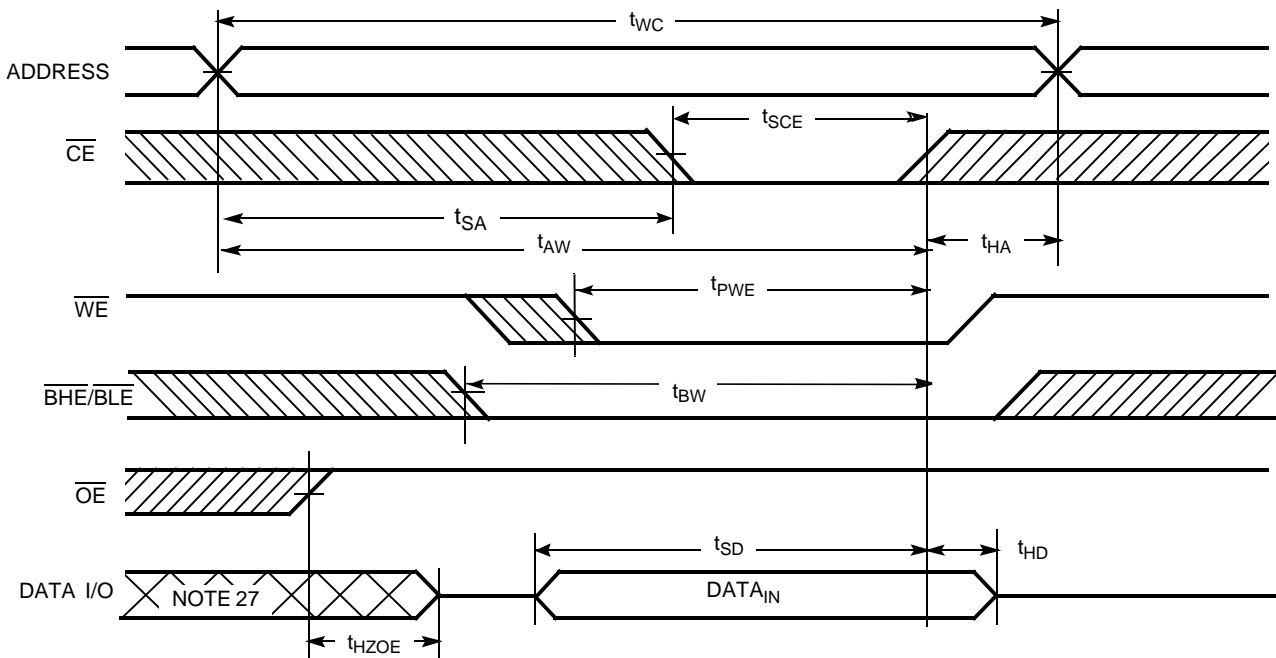 tWC
ADDRESS
tSCE
CE
tSA
tAW
tHA
tPWE
WE
tBW
BHE/BLE
OE
tSD
tHD
DATA I/O
NOTE 27
DATAIN
tHZOE